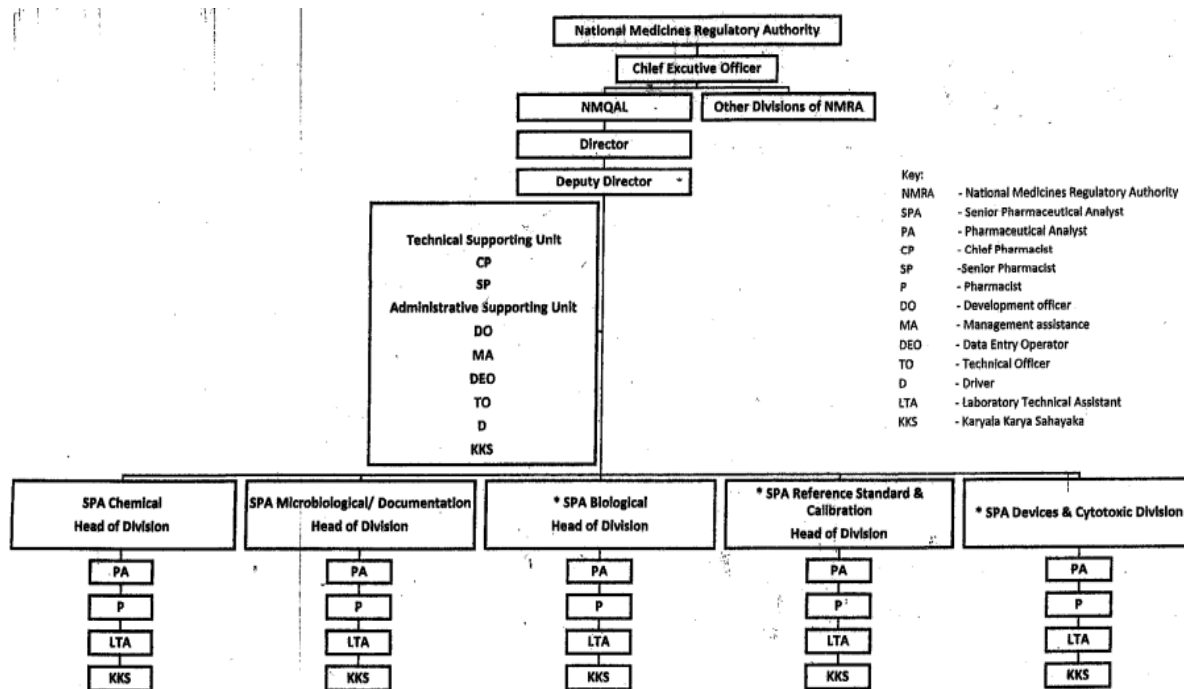 National Medicines Regulatory Authority
Chief Excutive Officer
NMQAL
Other Divisions of NMRA
Director
Deputy Director *
Technical Supporting Unit
CP
SP
Administrative Supporting Unit
DO
MA
DEO
TO
D
KKS
Key:
NMRA - National Medicines Regulatory Authority
SPA - Senior Pharmaceutical Analyst
PA - Pharmaceutical Analyst
CP - Chief Pharmacist
SP -Senior Pharmacist
P - Pharmacist
DO - Development officer
MA - Management assistance
DEO - Data Entry Operator
TO - Technical Officer
D - Driver
LTA - Laboratory Technical Assistant
KKS - Karyala Karya Sahayaka
SPA Chemical
Head of Division
PA
P
LTA
KKS
SPA Microbiological/ Documentation
Head of Division
PA
P
LTA
KKS
* SPA Biological
Head of Division
PA
P
LTA
KKS
* SPA Reference Standard &
Calibration
Head of Division
PA
P
LTA
KKS
* SPA Devices & Cytotoxic Division
PA
P
LTA
KKS